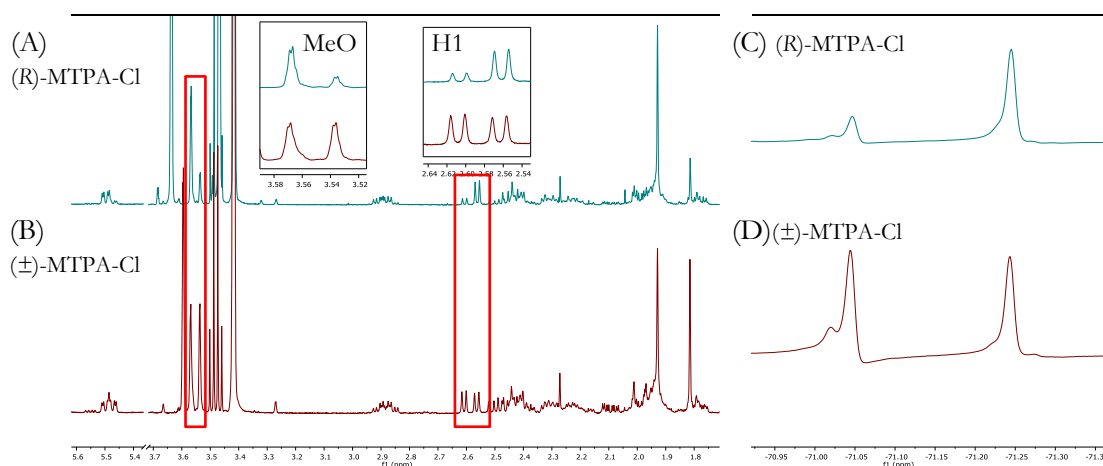 (A)
(R)-MTPA-Cl
MeO
3.58 3.56 3.54 3.52
H1
2.64 2.62 2.60 2.58 2.56 2.54
(B)
(±)-MTPA-Cl
5.6 5.5 5.4 3.7 3.6 3.5 3.4 3.3 3.2 3.1 3.0 2.9 2.8 2.7 2.6 2.5 2.4 2.3 2.2 2.1 2.0 1.9 1.8
f1 (ppm)
(C) (R)-MTPA-Cl
(D) (±)-MTPA-Cl
-70.95 -71.00 -71.05 -71.10 -71.15 -71.20 -71.25 -71.30
f1 (ppm)